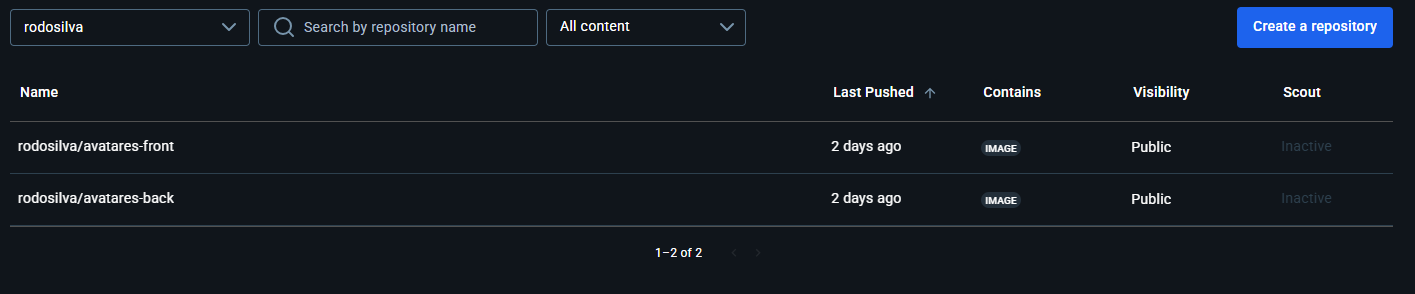 rodosilva Search by repository name All content Create a repository
Name Last Pushed Contains Visibility Scout
rodosilva/avatares-front 2 days ago IMAGE Public Inactive
rodosilva/avatares-back 2 days ago IMAGE Public Inactive
1–2 of 2